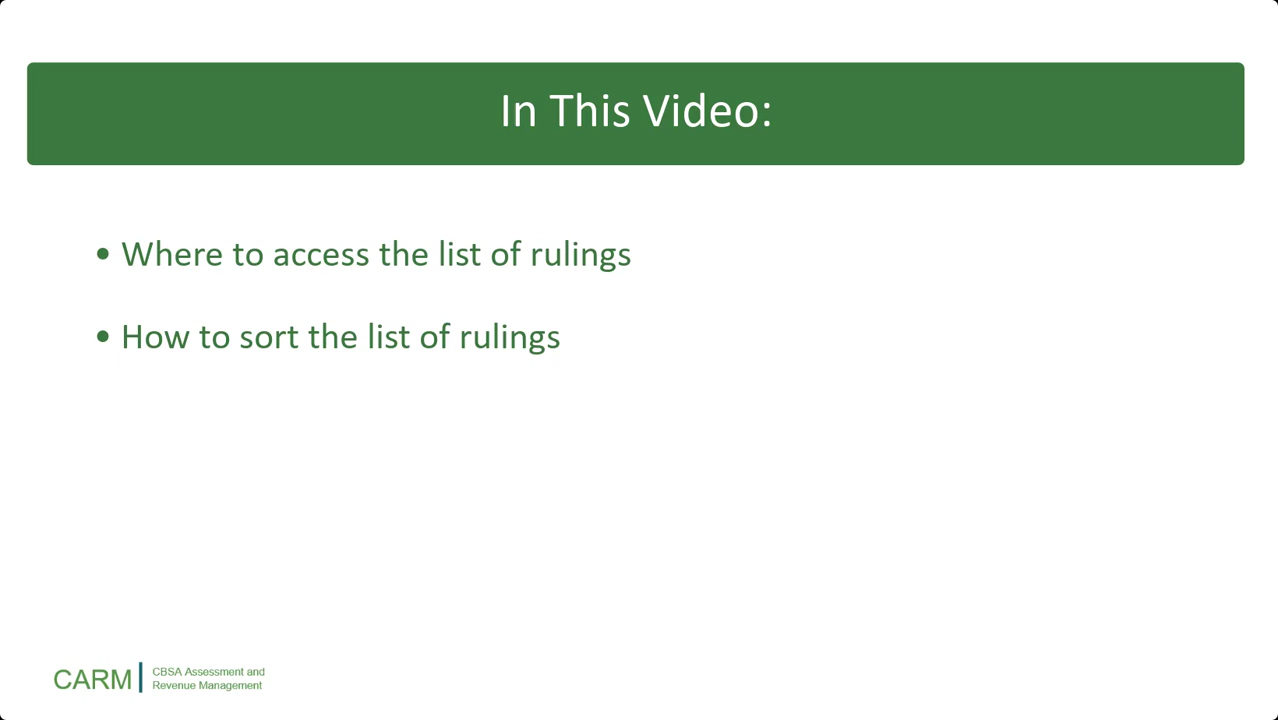 In This Video:
• Where to access the list of rulings
• How to sort the list of rulings
CARM
CBSA Assessment and
Revenue Management